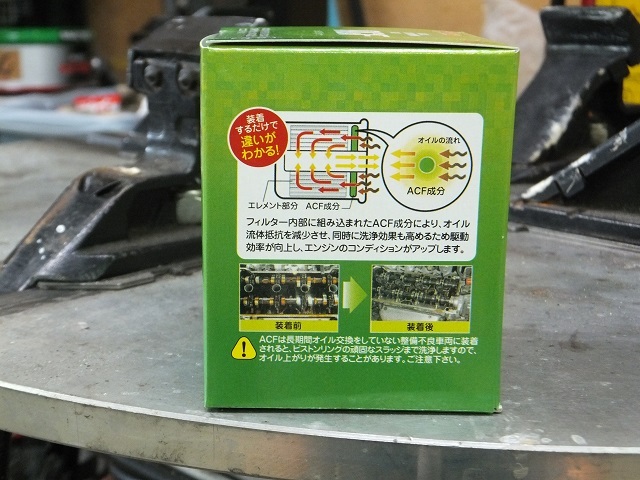 装着
するだけで
違いが
わかる!
オイルの流れ
ACF成分
エレメント部分 ACF成分
フィルター内部に組み込まれたACF成分により、オイル
流体抵抗を減少させ、同時に洗浄効果も高めるため駆動
効率が向上し、エンジンのコンディションがアップします。
装着前
装着後
ACFは長期間オイル交換をしていない整備不良車両に装着
されると、ピストンリングの頑固なスラッジまで洗浄しますので、
オイル上がりが発生することがあります。ご注意下さい。